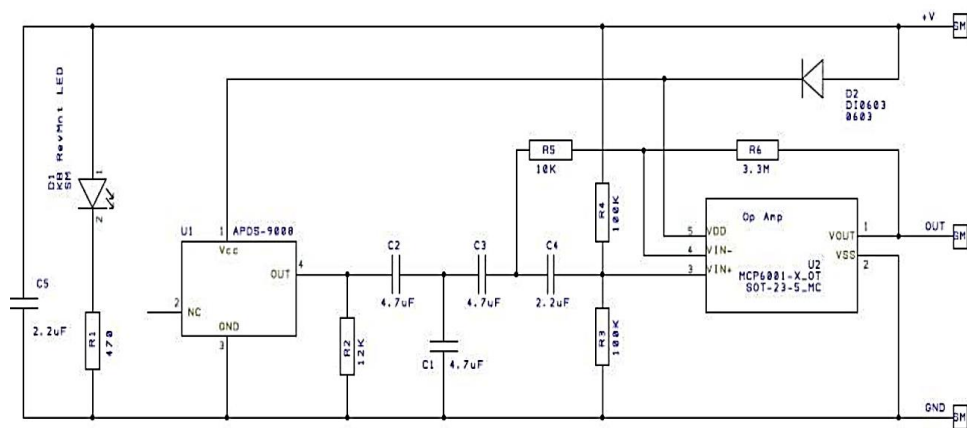 +V
SM
D2
DI0603
0603
D1
KB RevMnt LED
SM
1
2
R5
10K
R6
3.3M
R4
100K
Op Amp
5
VDD
4
VIN-
3
VIN+
VOUT
1
VSS
2
U2
MCP6001-X_OT
SOT-23-5_MC
OUT
SM
U1
APDS-9008
1
Vcc
OUT
4
2
NC
GND
3
C2
4.7uF
C3
4.7uF
C4
2.2uF
C5
2.2uF
R1
470
R2
12K
C1
4.7uF
R3
100K
GND
SM